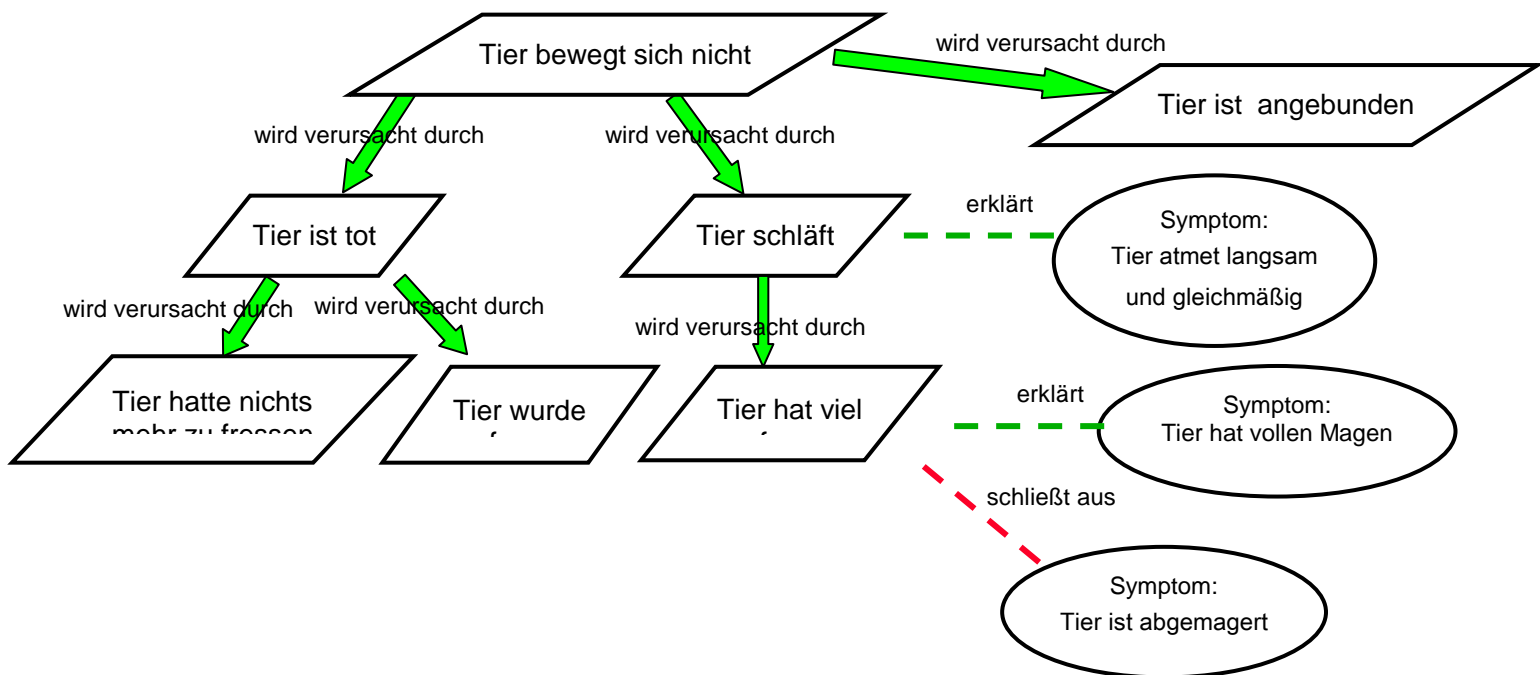 Tier bewegt sich nicht
wird verursacht durch
Tier ist angebunden
wird verursacht durch
wird verursacht durch
Tier ist tot
Tier schläft
erklärt
Symptom:
Tier atmet langsam
und gleichmäßig
wird verursacht durch
wird verursacht durch
wird verursacht durch
Tier hatte nichts
mehr zu fressen
Tier wurde
Tier hat viel
erklärt
Symptom:
Tier hat vollen Magen
schließt aus
Symptom:
Tier ist abgemagert